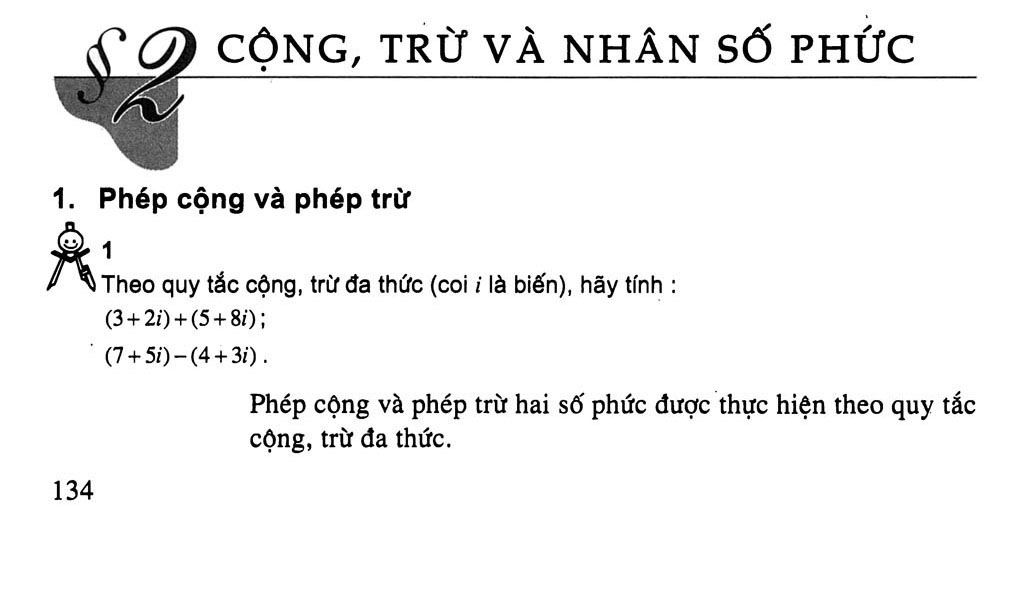 §2 CỘNG, TRỪ VÀ NHÂN SỐ PHỨC
1. Phép cộng và phép trừ
1
Theo quy tắc cộng, trừ đa thức (coi i là biến), hãy tính :
(3+2i)+(5+8i);
(7+5i)−(4+3i).
Phép cộng và phép trừ hai số phức được thực hiện theo quy tắc
cộng, trừ đa thức.
134